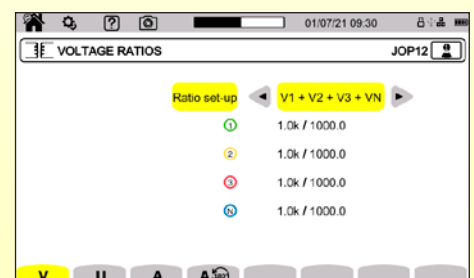 01/07/21 09:30
VOLTAGE RATIOS JOP12
Ratio set-up V1 + V2 + V3 + VN
1 1.0k / 1000.0
2 1.0k / 1000.0
3 1.0k / 1000.0
N 1.0k / 1000.0
V U A